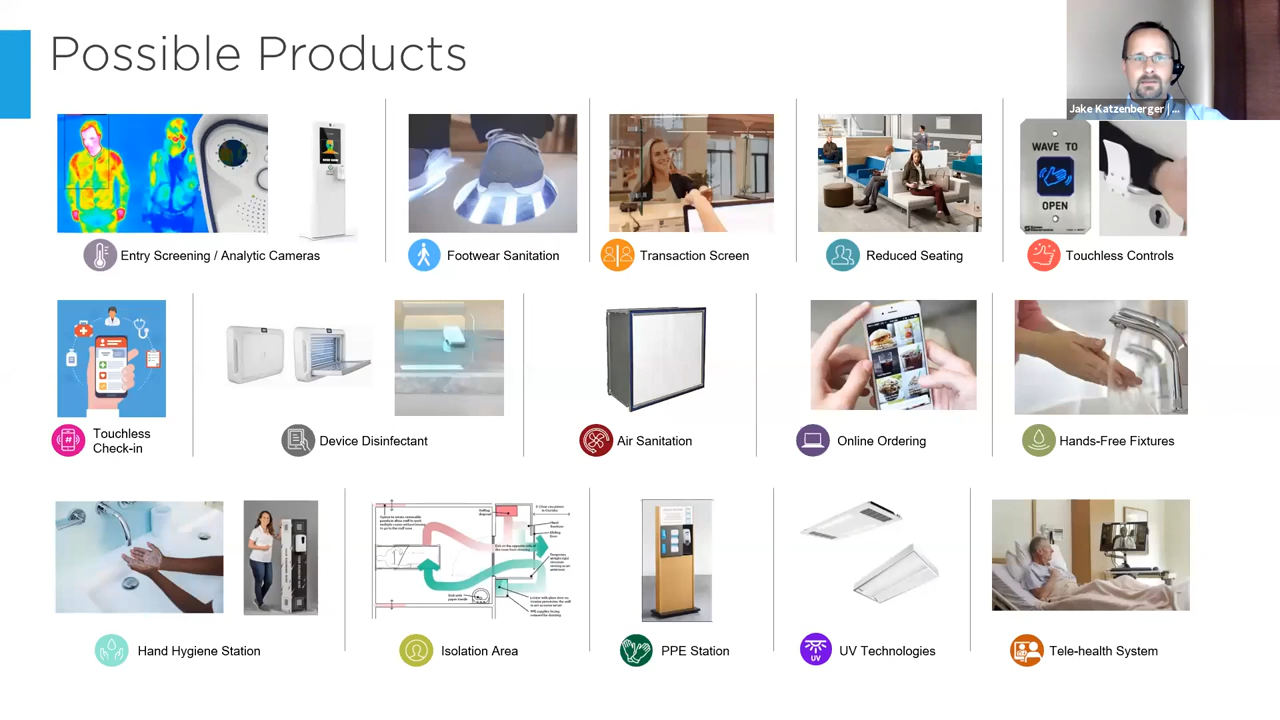 Possible Products
Jake Katzenberger | ...
WAVE TO
OPEN
Entry Screening / Analytic Cameras
Footwear Sanitation
Transaction Screen
Reduced Seating
Touchless Controls
Touchless
Check-in
Device Disinfectant
Air Sanitation
Online Ordering
Hands-Free Fixtures
Hand Hygiene Station
Isolation Area
PPE Station
UV
UV Technologies
Tele-health System